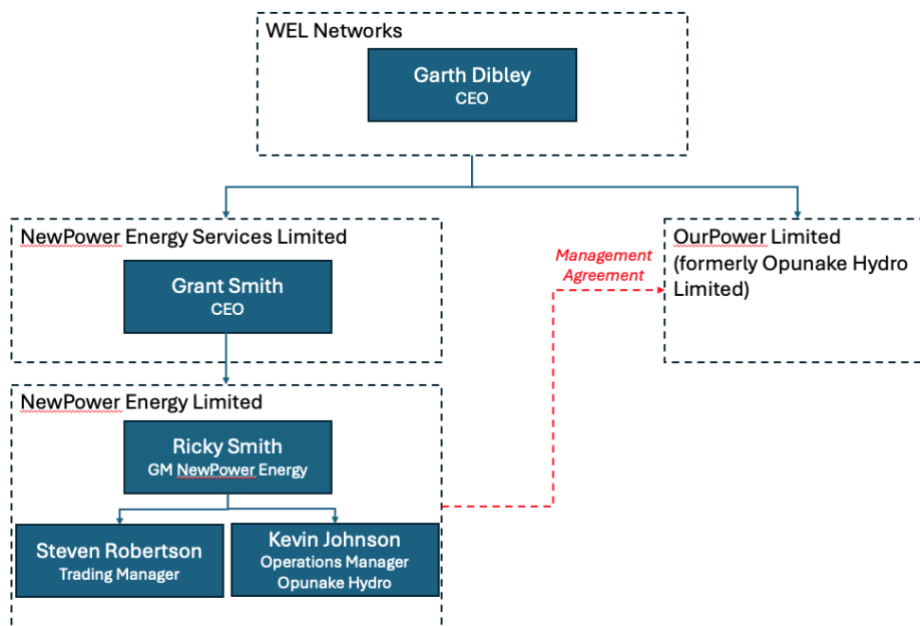 WEL Networks
Garth Dibley
CEO
NewPower Energy Services Limited
Grant Smith
CEO
Management
Agreement
OurPower Limited
(formerly Opunake Hydro
Limited)
NewPower Energy Limited
Ricky Smith
GM NewPower Energy
Steven Robertson
Trading Manager
Kevin Johnson
Operations Manager
Opunake Hydro